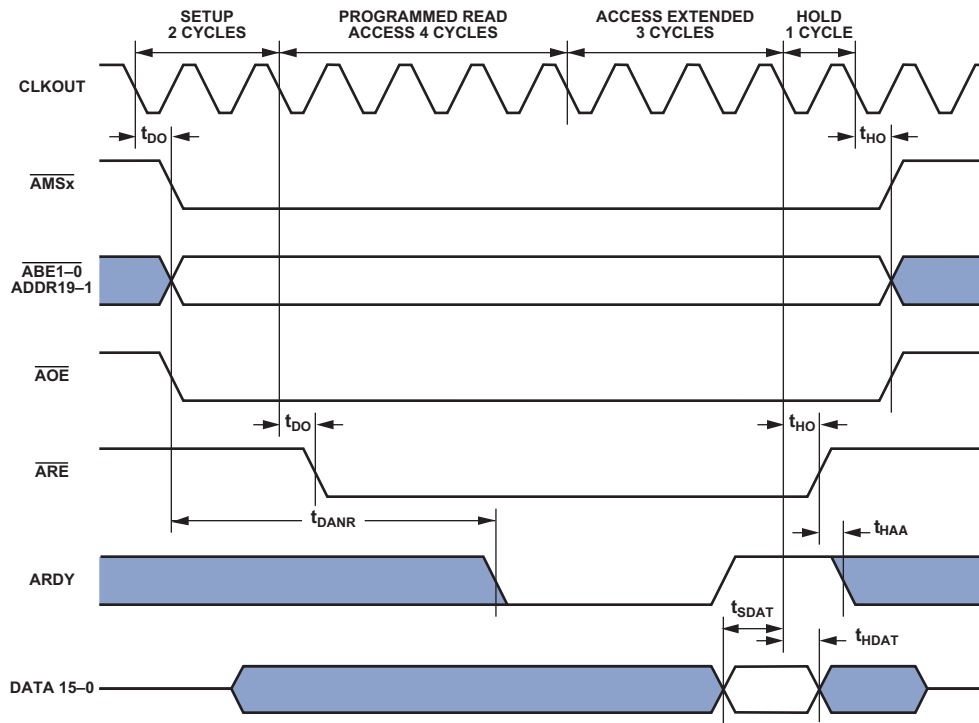 SETUP
2 CYCLES
PROGRAMMED READ
ACCESS 4 CYCLES
ACCESS EXTENDED
3 CYCLES
HOLD
1 CYCLE
CLKOUT
tDO
tHO
AMSx
ABE1–0
ADDR19–1
AOE
tDO
tHO
ARE
tDANR
tHAA
ARDY
tSDAT
tHDAT
DATA 15–0